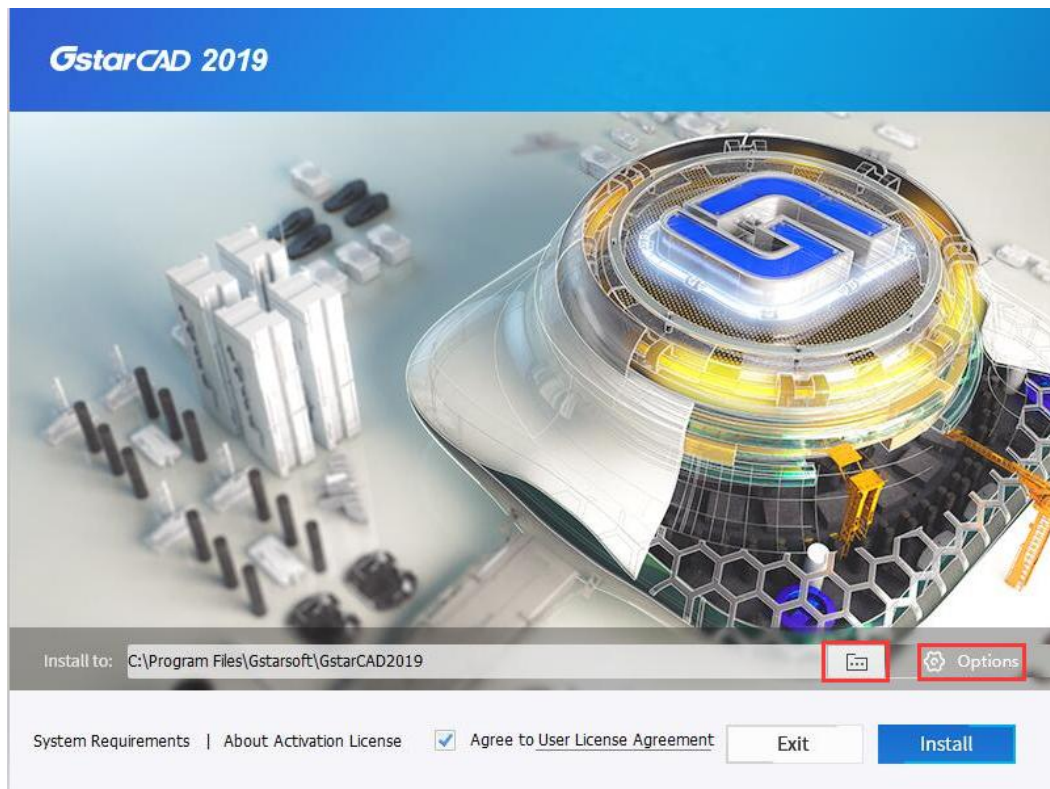 GstarCAD 2019
Install to: C:\Program Files\Gstarsoft\GstarCAD2019 Options
System Requirements | About Activation License Agree to User License Agreement Exit Install